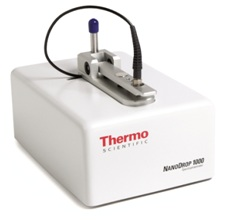 Thermo
SCIENTIFIC
NANODROP 1000